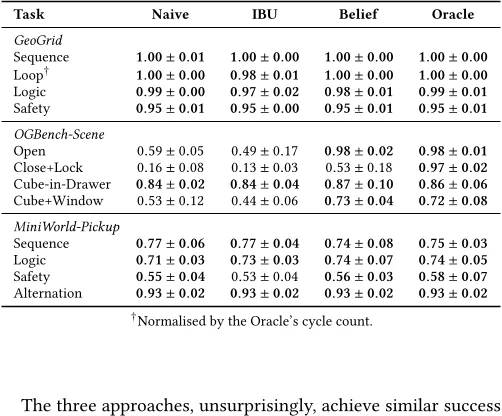 Task Naive IBU Belief Oracle
GeoGrid
Sequence 1.00 ± 0.01 1.00 ± 0.00 1.00 ± 0.00 1.00 ± 0.00
Loop† 1.00 ± 0.00 0.98 ± 0.01 1.00 ± 0.00 1.00 ± 0.00
Logic 0.99 ± 0.00 0.97 ± 0.02 0.98 ± 0.01 0.99 ± 0.01
Safety 0.95 ± 0.01 0.95 ± 0.00 0.95 ± 0.01 0.95 ± 0.01
OGBench-Scene
Open 0.59 ± 0.05 0.49 ± 0.17 0.98 ± 0.02 0.98 ± 0.01
Close+Lock 0.16 ± 0.08 0.13 ± 0.03 0.53 ± 0.18 0.97 ± 0.02
Cube-in-Drawer 0.84 ± 0.02 0.84 ± 0.04 0.87 ± 0.10 0.86 ± 0.06
Cube+Window 0.53 ± 0.12 0.44 ± 0.06 0.73 ± 0.04 0.72 ± 0.08
MiniWorld-Pickup
Sequence 0.77 ± 0.06 0.77 ± 0.04 0.74 ± 0.08 0.75 ± 0.03
Logic 0.71 ± 0.03 0.73 ± 0.03 0.74 ± 0.07 0.74 ± 0.05
Safety 0.55 ± 0.04 0.53 ± 0.04 0.56 ± 0.03 0.58 ± 0.07
Alternation 0.93 ± 0.02 0.93 ± 0.02 0.93 ± 0.02 0.93 ± 0.02
†Normalised by the Oracle's cycle count.
The three approaches, unsurprisingly, achieve similar success